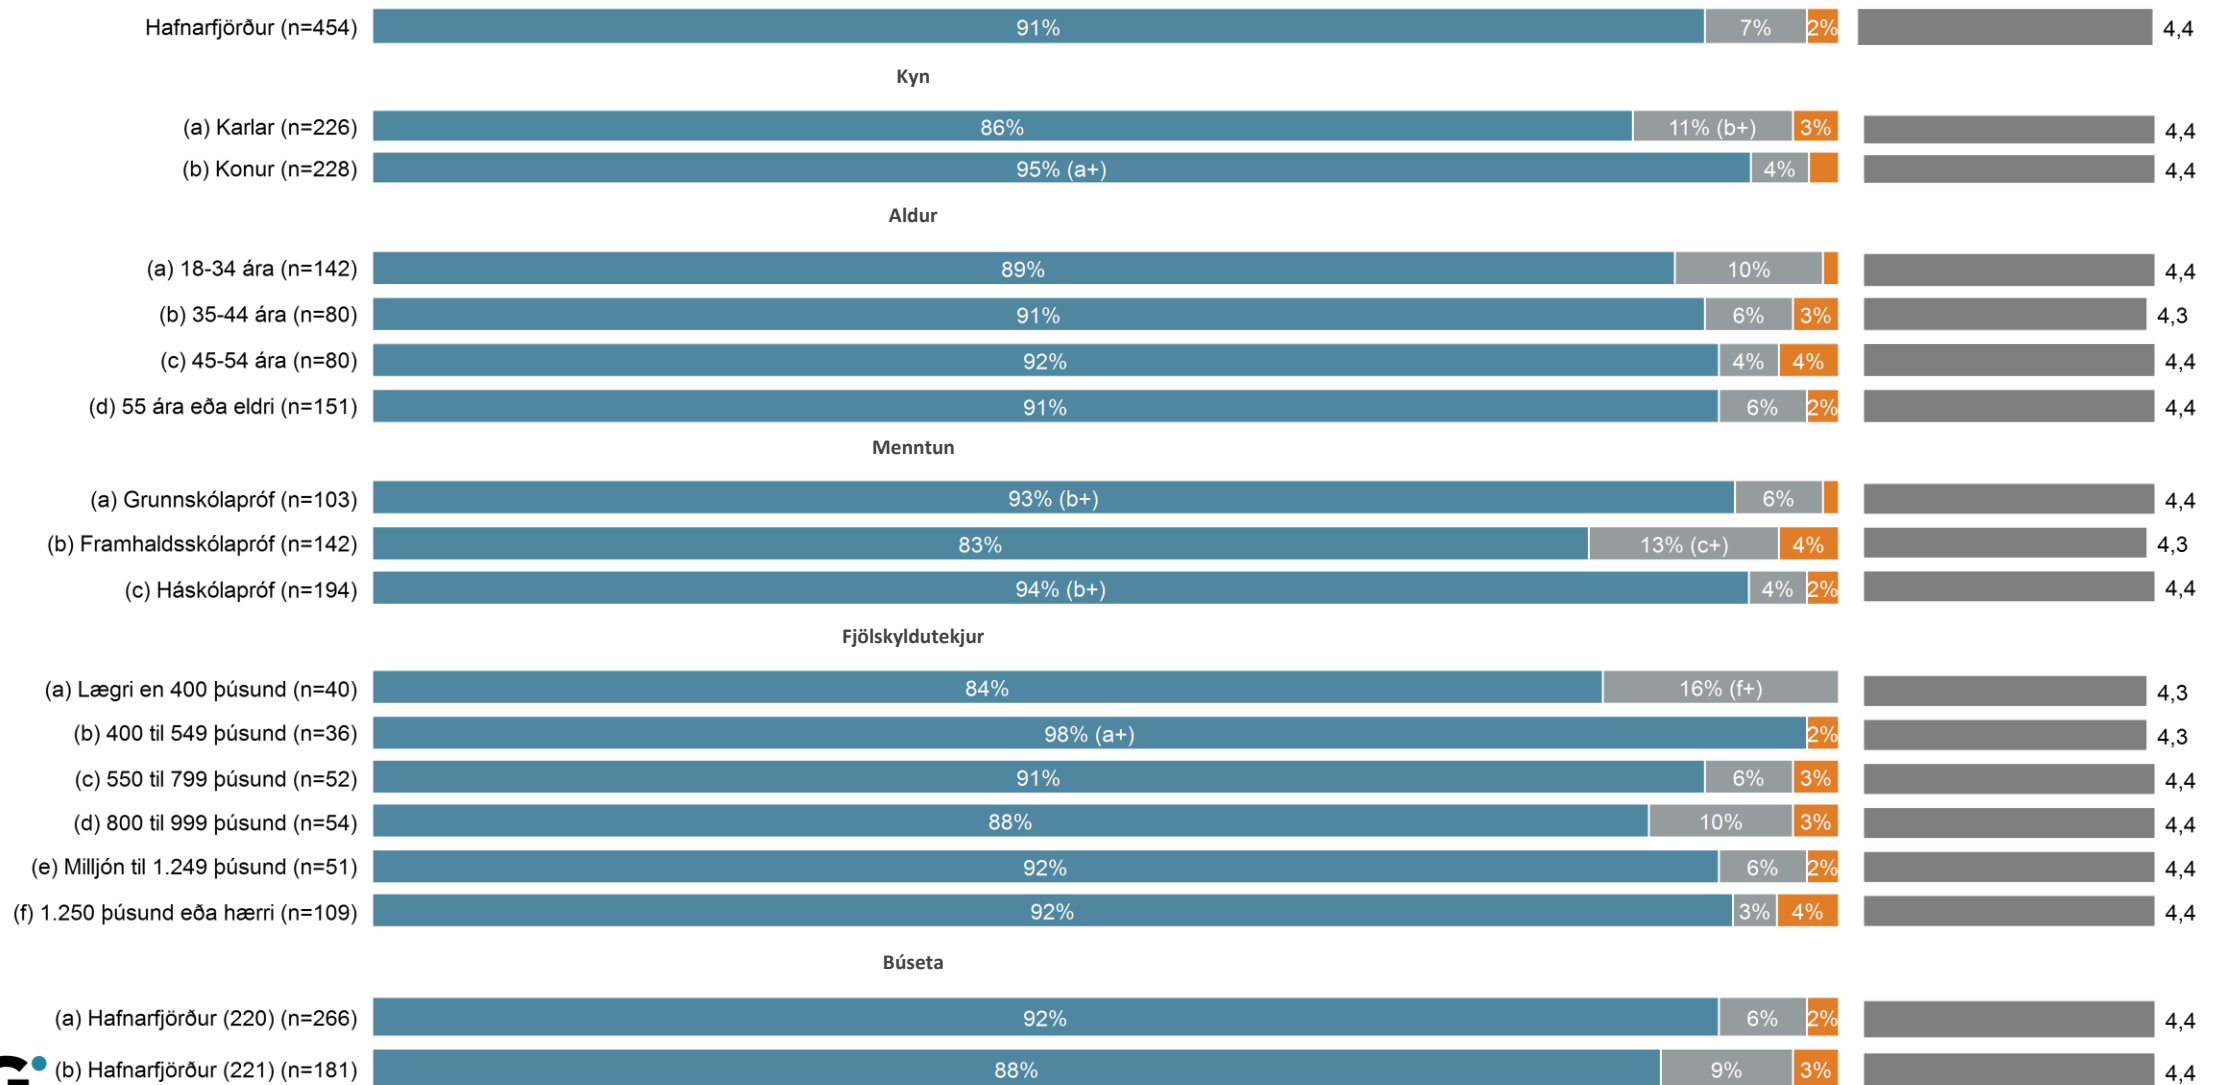 Hafnarfjörður (n=454) 91% 7% 2% 4,4
Kyn
(a) Karlar (n=226) 86% 11% (b+) 3% 4,4
(b) Konur (n=228) 95% (a+) 4% 4,4
Aldur
(a) 18-34 ára (n=142) 89% 10% 4,4
(b) 35-44 ára (n=80) 91% 6% 3% 4,3
(c) 45-54 ára (n=80) 92% 4% 4% 4,4
(d) 55 ára eða eldri (n=151) 91% 6% 2% 4,4
Menntun
(a) Grunnskólapróf (n=103) 93% (b+) 6% 4,4
(b) Framhaldsskólapróf (n=142) 83% 13% (c+) 4% 4,3
(c) Háskólapróf (n=194) 94% (b+) 4% 2% 4,4
Fjölskyldutekjur
(a) Lægri en 400 þúsund (n=40) 84% 16% (f+) 4,3
(b) 400 til 549 þúsund (n=36) 98% (a+) 2% 4,3
(c) 550 til 799 þúsund (n=52) 91% 6% 3% 4,4
(d) 800 til 999 þúsund (n=54) 88% 10% 3% 4,4
(e) Milljón til 1.249 þúsund (n=51) 92% 6% 2% 4,4
(f) 1.250 þúsund eða hærri (n=109) 92% 3% 4% 4,4
Búseta
(a) Hafnarfjörður (220) (n=266) 92% 6% 2% 4,4
(b) Hafnarfjörður (221) (n=181) 88% 9% 3% 4,4